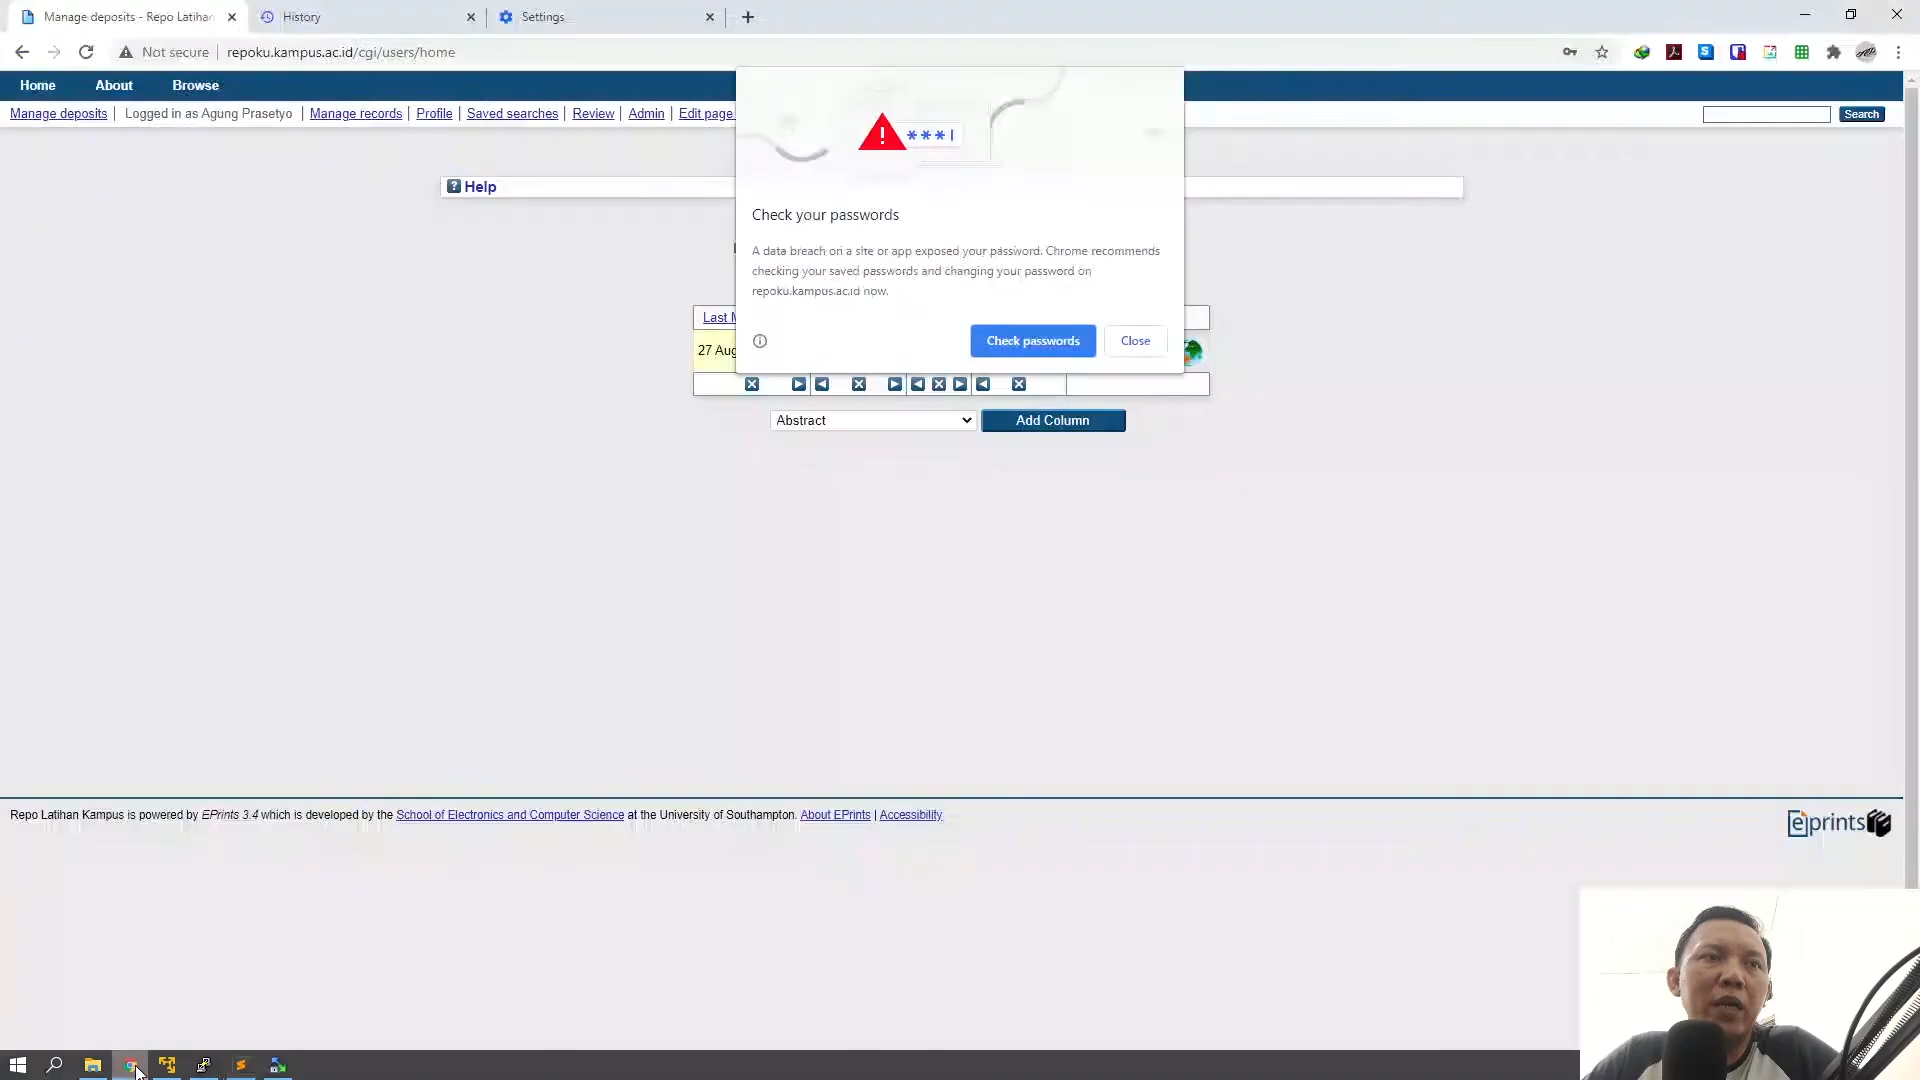 Manage deposits - Repo Latihan
History
Settings
Not secure
repoku.kampus.ac.id/cgi/users/home
Home
About
Browse
Manage deposits
Logged in as Agung Prasetyo
Manage records
Profile
Saved searches
Review
Admin
Edit page
Search
***
Help
Check your passwords
A data breach on a site or app exposed your password. Chrome recommends
checking your saved passwords and changing your password on
repoku.kampus.ac.id now.
Check passwords
Close
Last
27 Aug
Abstract
Add Column
Repo Latihan Kampus is powered by EPrints 3.4 which is developed by the School of Electronics and Computer Science at the University of Southampton. About EPrints | Accessibility
eprints